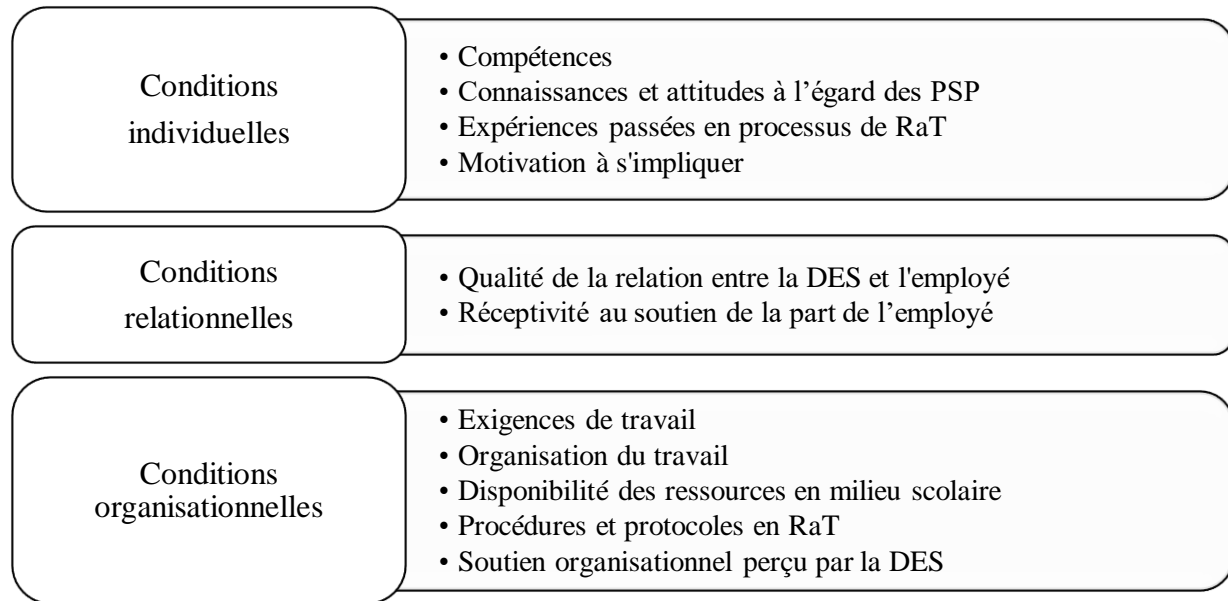 Conditions
individuelles
• Compétences
• Connaissances et attitudes à l’égard des PSP
• Expériences passées en processus de RaT
• Motivation à s'impliquer
Conditions
relationnelles
• Qualité de la relation entre la DES et l'employé
• Réceptivité au soutien de la part de l’employé
Conditions
organisationnelles
• Exigences de travail
• Organisation du travail
• Disponibilité des ressources en milieu scolaire
• Procédures et protocoles en RaT
• Soutien organisationnel perçu par la DES